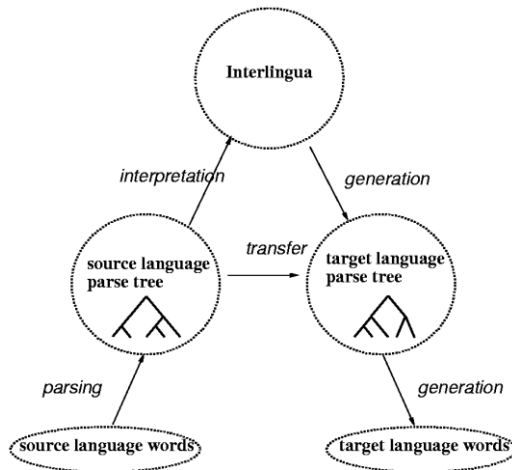 Interlingua
interpretation
generation
transfer
source language
parse tree
target language
parse tree
parsing
generation
source language words
target language words